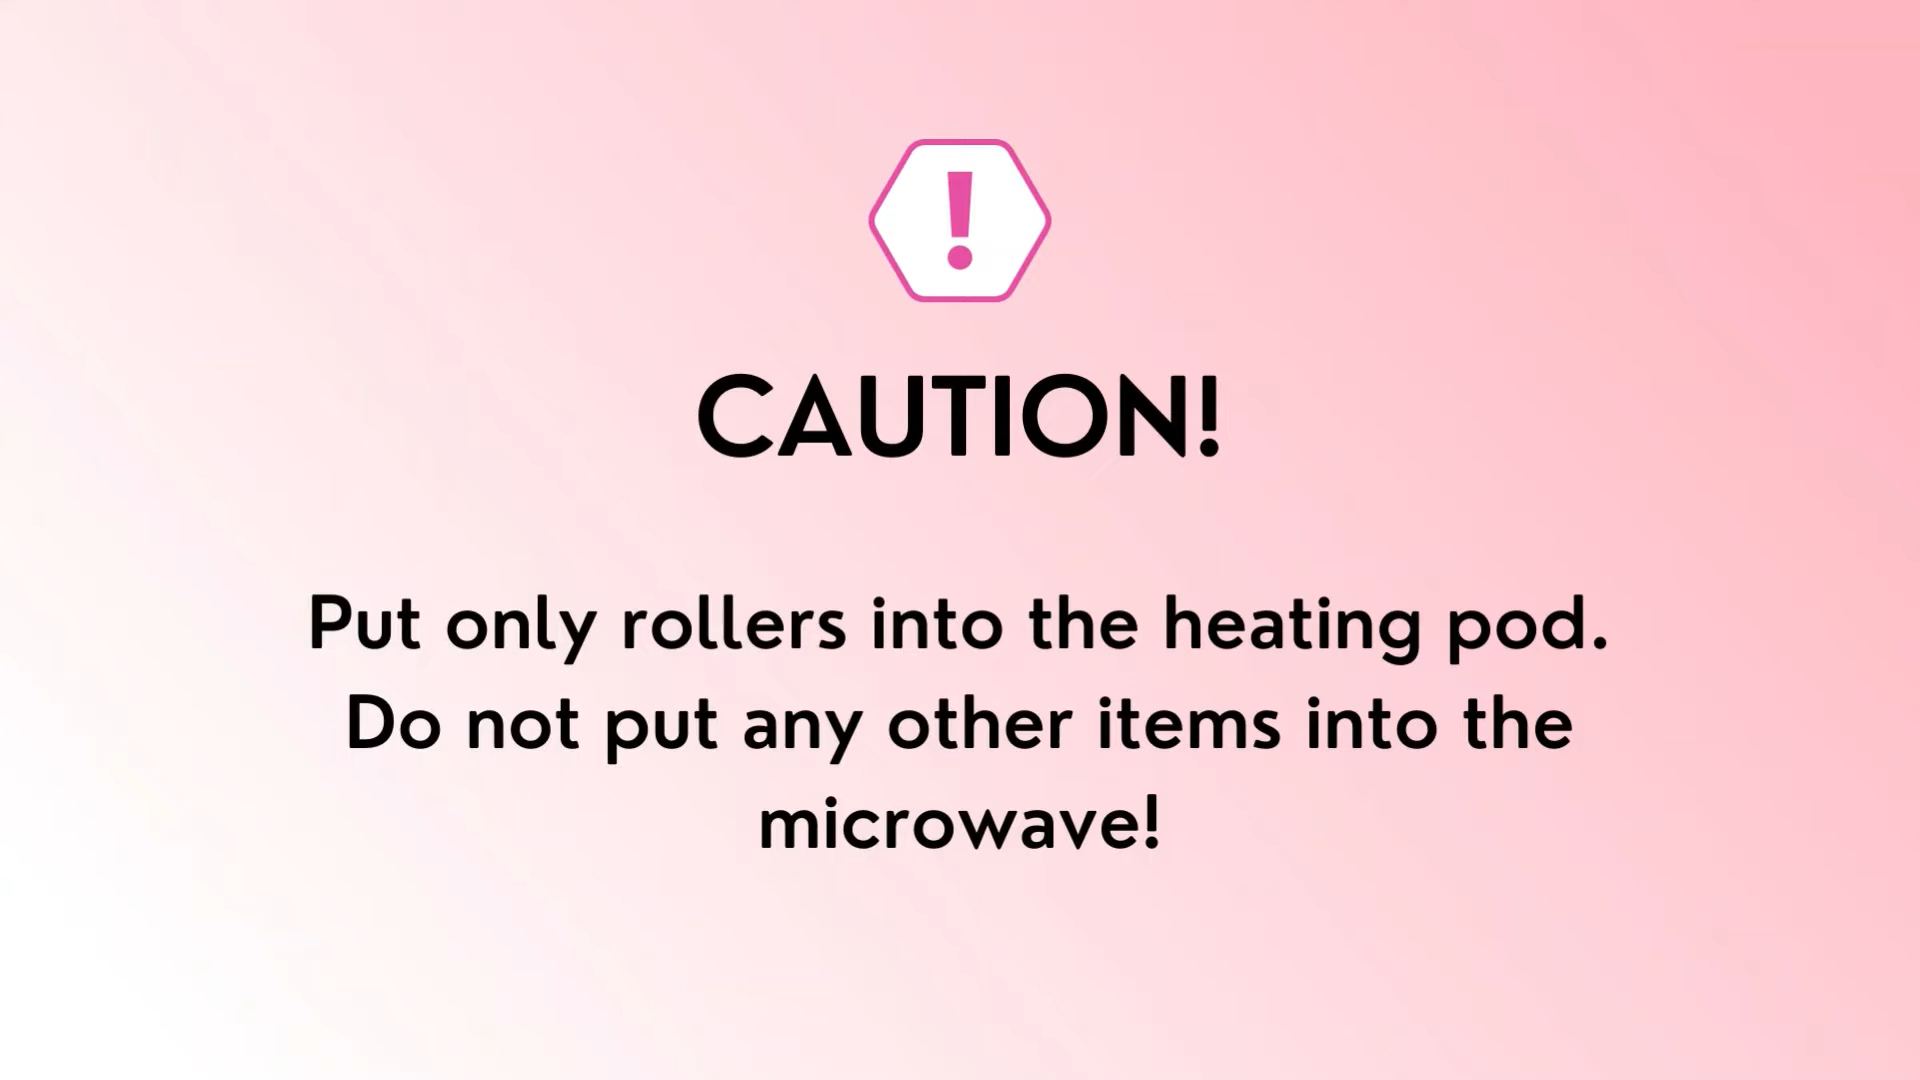 !
CAUTION!
Put only rollers into the heating pod.
Do not put any other items into the
microwave!